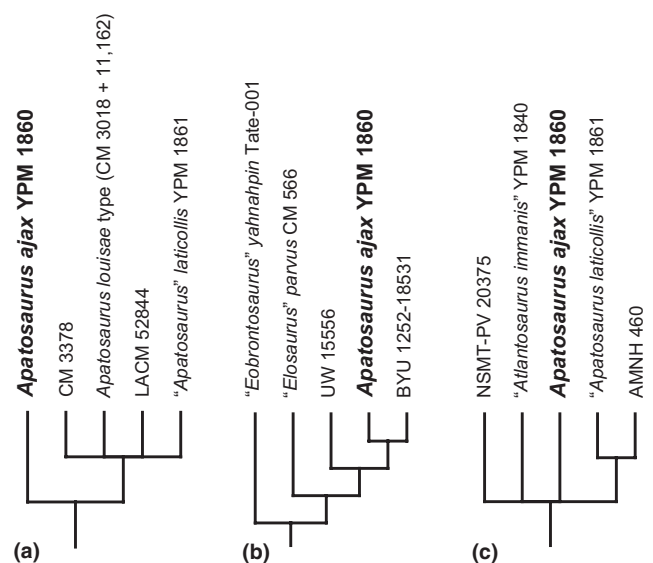 Apatosaurus ajax YPM 1860
CM 3378
Apatosaurus louisae type (CM 3018 + 11,162)
LACM 52844
“Apatosaurus” laticollis YPM 1861
(a)
“Eobrontosaurus” yahnahpin Tate-001
“Elosaurus” parvus CM 566
UW 15556
Apatosaurus ajax YPM 1860
BYU 1252-18531
(b)
NSMT-PV 20375
“Atlantosaurus immanis” YPM 1840
Apatosaurus ajax YPM 1860
“Apatosaurus laticollis” YPM 1861
AMNH 460
(c)